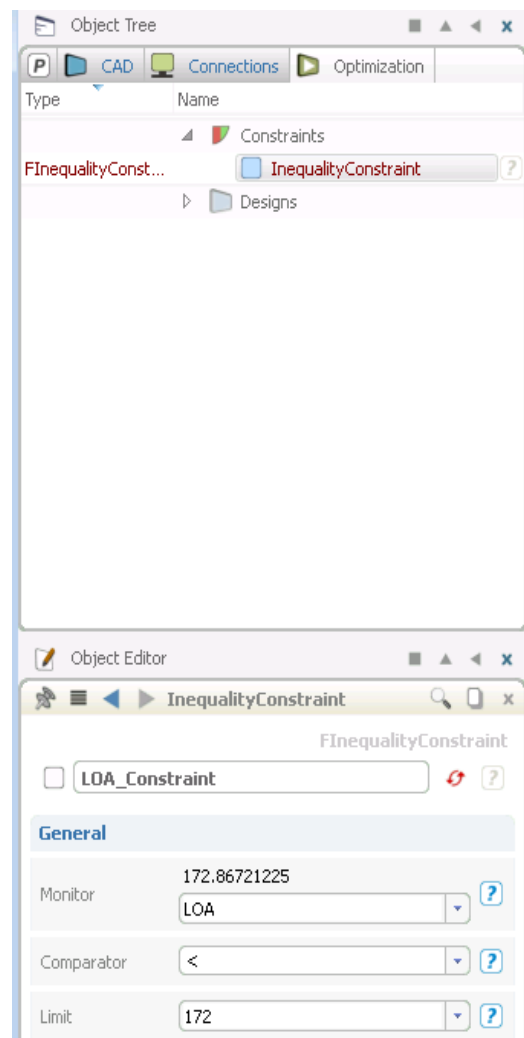 Object Tree
P CAD Connections Optimization
Type Name
Constraints
FInequalityConst... InequalityConstraint ?
Designs
Object Editor
InequalityConstraint
FInequalityConstraint
LOA_Constraint ?
General
172.86721225
Monitor LOA ?
Comparator < ?
Limit 172 ?